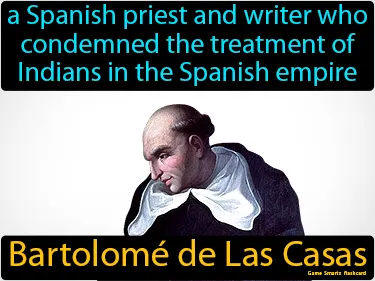 a Spanish priest and writer who
condemned the treatment of
Indians in the Spanish empire
Bartolomé de Las Casas
Game Smartz flashcard